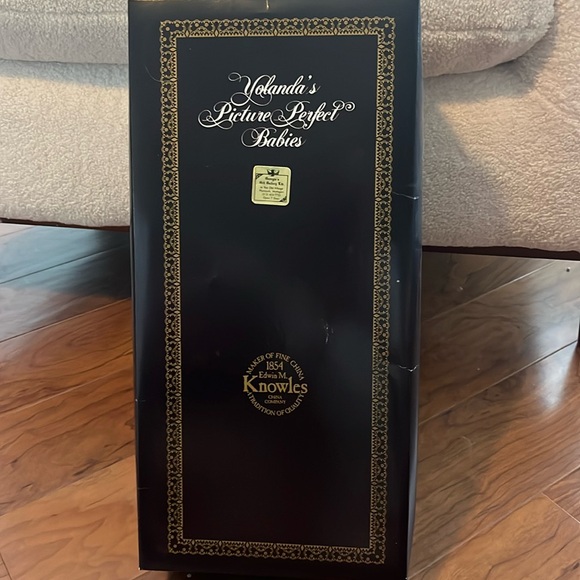 Yolanda's
Picture Perfect®
Babies
MAKER OF FINE CHINA
1854
Edwin M.
Knowles
CHINA
COMPANY
TRADITION OF QUALITY